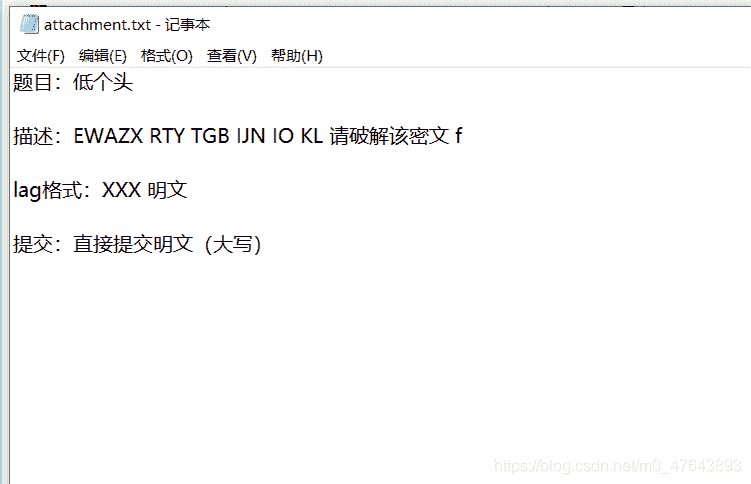 attachment.txt - 记事本
文件(F) 编辑(E) 格式(O) 查看(V) 帮助(H)
题目：低个头
描述：EWAZX RTY TGB IJN IO KL 请破解该密文 f
lag格式：XXX 明文
提交：直接提交明文（大写）
https://blog.csdn.net/m0_47643893